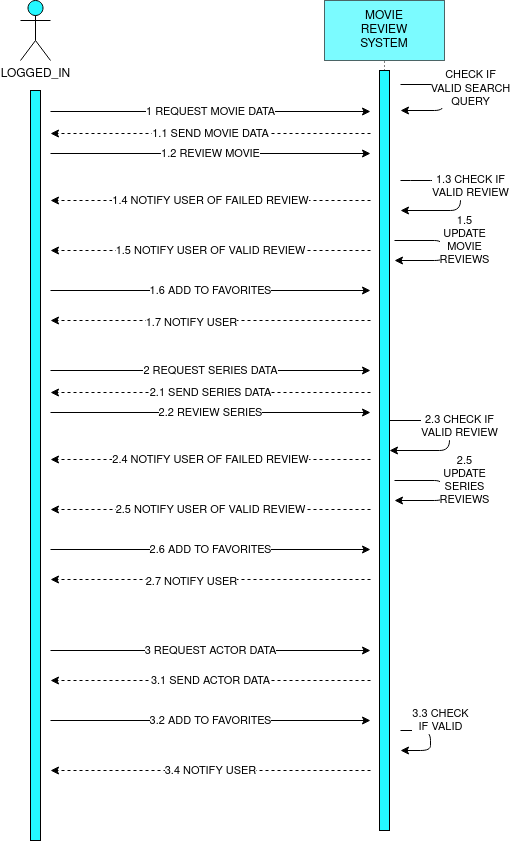 MOVIE
REVIEW
SYSTEM
LOGGED_IN
CHECK IF
VALID SEARCH
QUERY
1 REQUEST MOVIE DATA
1.1 SEND MOVIE DATA
1.2 REVIEW MOVIE
1.3 CHECK IF
VALID REVIEW
1.4 NOTIFY USER OF FAILED REVIEW
1.5
UPDATE
MOVIE
REVIEWS
1.5 NOTIFY USER OF VALID REVIEW
1.6 ADD TO FAVORITES
1.7 NOTIFY USER
2 REQUEST SERIES DATA
2.1 SEND SERIES DATA
2.2 REVIEW SERIES
2.3 CHECK IF
VALID REVIEW
2.4 NOTIFY USER OF FAILED REVIEW
2.5
UPDATE
SERIES
REVIEWS
2.5 NOTIFY USER OF VALID REVIEW
2.6 ADD TO FAVORITES
2.7 NOTIFY USER
3 REQUEST ACTOR DATA
3.1 SEND ACTOR DATA
3.2 ADD TO FAVORITES
3.3 CHECK
IF VALID
3.4 NOTIFY USER